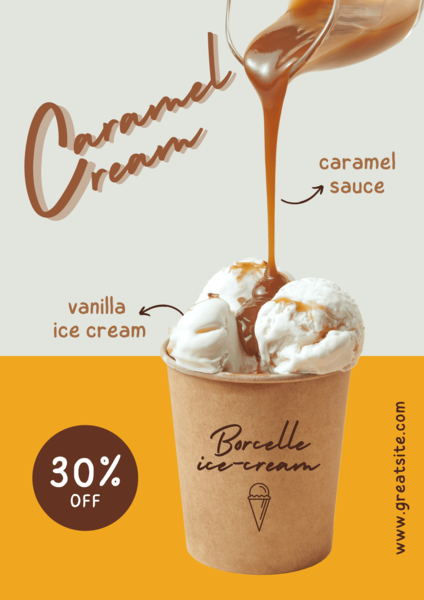 Caramel
Cream
caramel
sauce
vanilla
ice cream
Borcelle
ice-cream
30%
OFF
www.greatsite.com